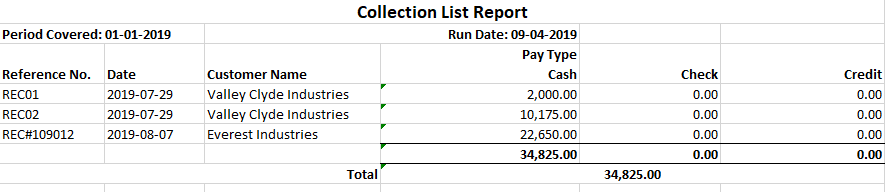 Collection List Report
Period Covered: 01-01-2019 Run Date: 09-04-2019
Pay Type
Reference No. Date Customer Name Cash Check Credit
REC01 2019-07-29 Valley Clyde Industries 2,000.00 0.00 0.00
REC02 2019-07-29 Valley Clyde Industries 10,175.00 0.00 0.00
REC#109012 2019-08-07 Everest Industries 22,650.00 0.00 0.00
34,825.00 0.00 0.00
Total 34,825.00